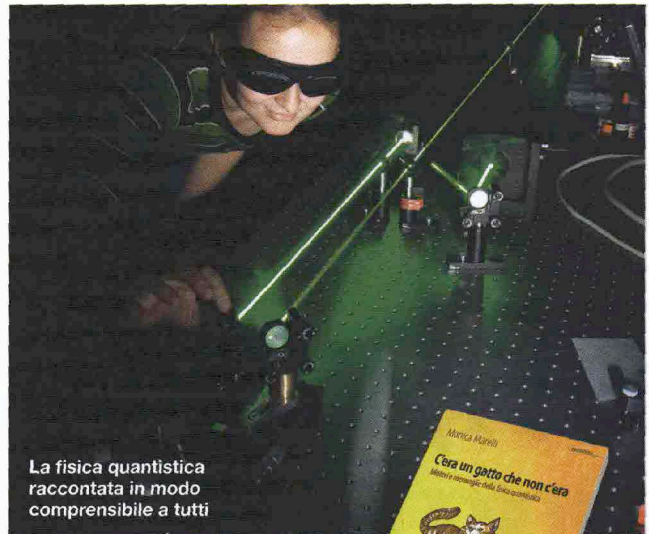 La fisica quantistica
raccontata in modo
comprensibile a tutti
Monica Marelli
C'era un gatto che non c'era
Misteri e meraviglie della fisica quantistica